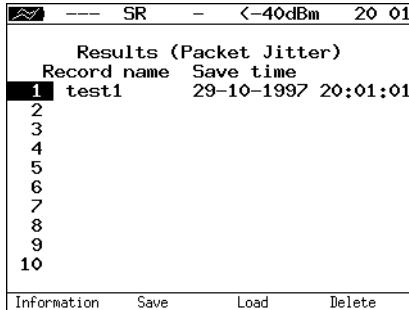 --- SR - <-40dBm 20 01
Results (Packet Jitter)
Record name Save time
1 test1 29-10-1997 20:01:01
2
3
4
5
6
7
8
9
10
Information Save Load Delete